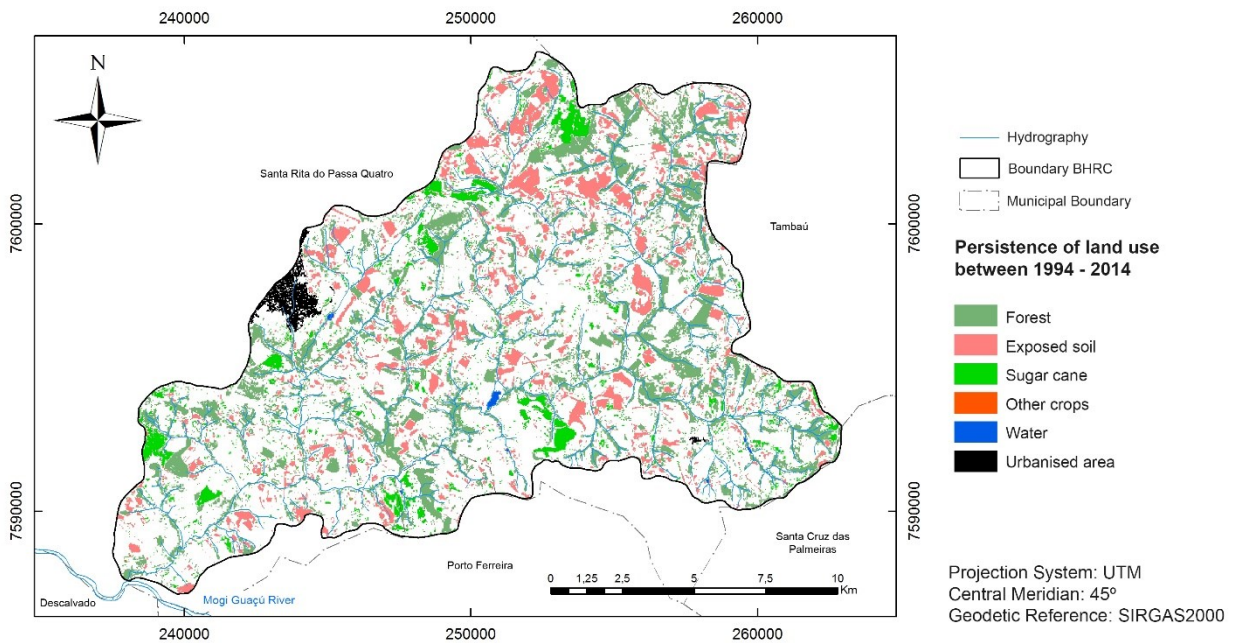 240000
250000
260000
N
Santa Rita do Passa Quatro
7600000
Tambaú
7600000
7590000
7590000
Santa Cruz das
Palmeiras
Porto Ferreira
0 1,25 2,5 5 7,5 10
Km
Descalvado
Mogi Guaçú River
240000
250000
260000
Hydrography
Boundary BHRC
Municipal Boundary
Persistence of land use
between 1994 - 2014
Forest
Exposed soil
Sugar cane
Other crops
Water
Urbanised area
Projection System: UTM
Central Meridian: 45º
Geodetic Reference: SIRGAS2000